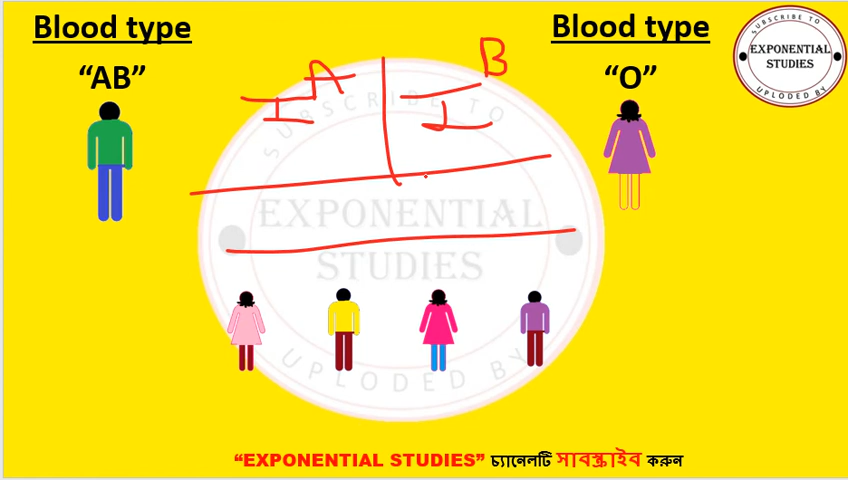 Blood type
"AB"
Blood type
"O"
SUBSCRIBE TO
EXPONENTIAL
STUDIES
UPLODED BY
I A
I B
SUBSCRIBE TO
EXPONENTIAL
STUDIES
UPLODED BY
"EXPONENTIAL STUDIES" চ্যানেলটি সাবস্ক্রাইব করুন